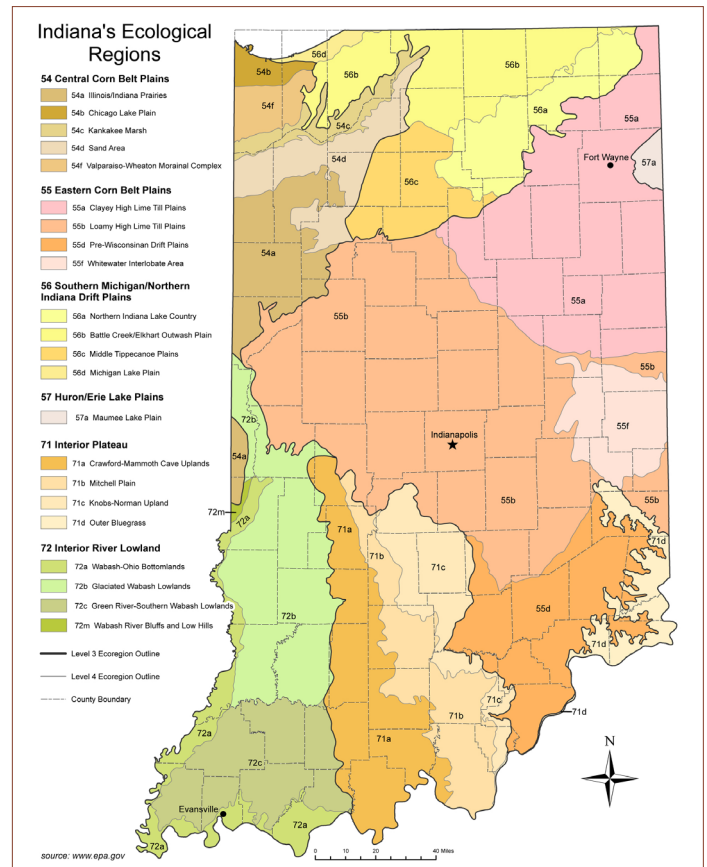 Indiana's Ecological
Regions
54 Central Corn Belt Plains
54a Illinois/Indiana Prairies
54b Chicago Lake Plain
54c Kankakee Marsh
54d Sand Area
54f Valparaiso-Wheaton Morainal Complex
55 Eastern Corn Belt Plains
55a Clayey High Lime Till Plains
55b Loamy High Lime Till Plains
55d Pre-Wisconsinan Drift Plains
55f Whitewater Interlobate Area
56 Southern Michigan/Northern
Indiana Drift Plains
56a Northern Indiana Lake Country
56b Battle Creek/Elkhart Outwash Plain
56c Middle Tippecanoe Plains
56d Michigan Lake Plain
57 Huron/Erie Lake Plains
57a Maumee Lake Plain
71 Interior Plateau
71a Crawford-Mammoth Cave Uplands
71b Mitchell Plain
71c Knobs-Norman Upland
71d Outer Bluegrass
72 Interior River Lowland
72a Wabash-Ohio Bottomlands
72b Glaciated Wabash Lowlands
72c Green River-Southern Wabash Lowlands
72m Wabash River Bluffs and Low Hills
Level 3 Ecoregion Outline
Level 4 Ecoregion Outline
County Boundary
source: www.epa.gov
56d
54b
56b
56b
54f
56a
55a
54c
54d
Fort Wayne
57a
56c
54a
55a
55b
55b
72b
55f
Indianapolis
54a
55b
55b
72m
72a
71a
71d
71b
71c
72b
55d
71d
71c
71d
72a
71b
71a
72c
N
Evansville
72a
72a
0 10 20 40 Miles